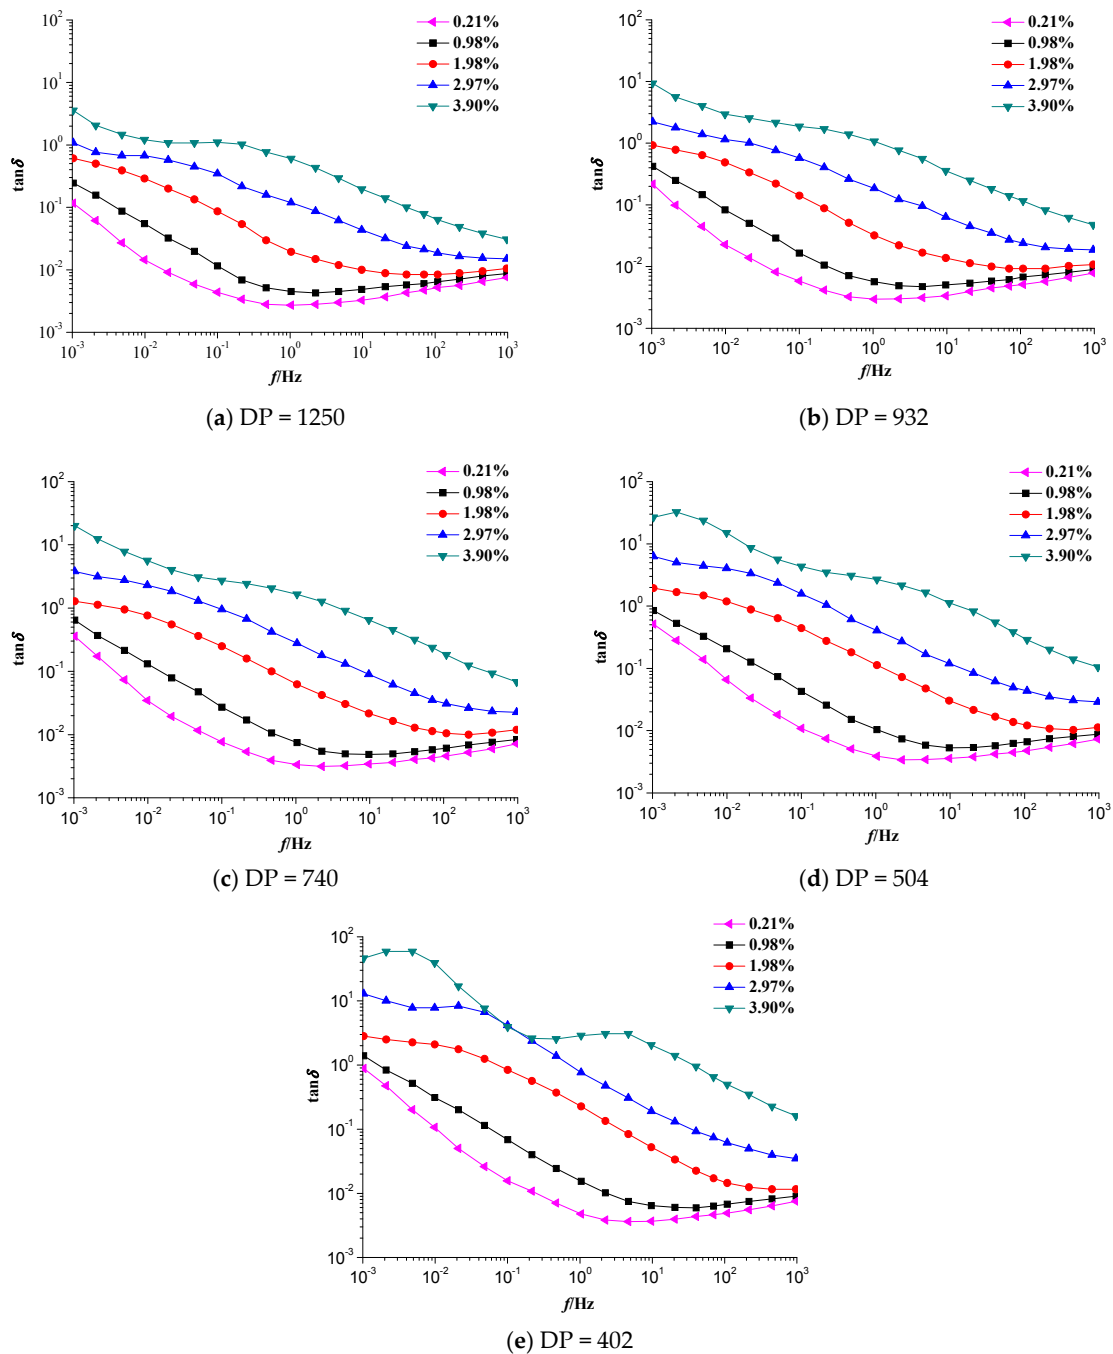 0.21%
0.98%
1.98%
2.97%
3.90%
tanδ
10² 10¹ 10⁰ 10⁻¹ 10⁻² 10⁻³
10⁻³ 10⁻² 10⁻¹ 10⁰ 10¹ 10² 10³
f/Hz
(a) DP = 1250
0.21%
0.98%
1.98%
2.97%
3.90%
tanδ
10² 10¹ 10⁰ 10⁻¹ 10⁻² 10⁻³
10⁻³ 10⁻² 10⁻¹ 10⁰ 10¹ 10² 10³
f/Hz
(b) DP = 932
0.21%
0.98%
1.98%
2.97%
3.90%
tanδ
10² 10¹ 10⁰ 10⁻¹ 10⁻² 10⁻³
10⁻³ 10⁻² 10⁻¹ 10⁰ 10¹ 10² 10³
f/Hz
(c) DP = 740
0.21%
0.98%
1.98%
2.97%
3.90%
tanδ
10² 10¹ 10⁰ 10⁻¹ 10⁻² 10⁻³
10⁻³ 10⁻² 10⁻¹ 10⁰ 10¹ 10² 10³
f/Hz
(d) DP = 504
0.21%
0.98%
1.98%
2.97%
3.90%
tanδ
10² 10¹ 10⁰ 10⁻¹ 10⁻² 10⁻³
10⁻³ 10⁻² 10⁻¹ 10⁰ 10¹ 10² 10³
f/Hz
(e) DP = 402